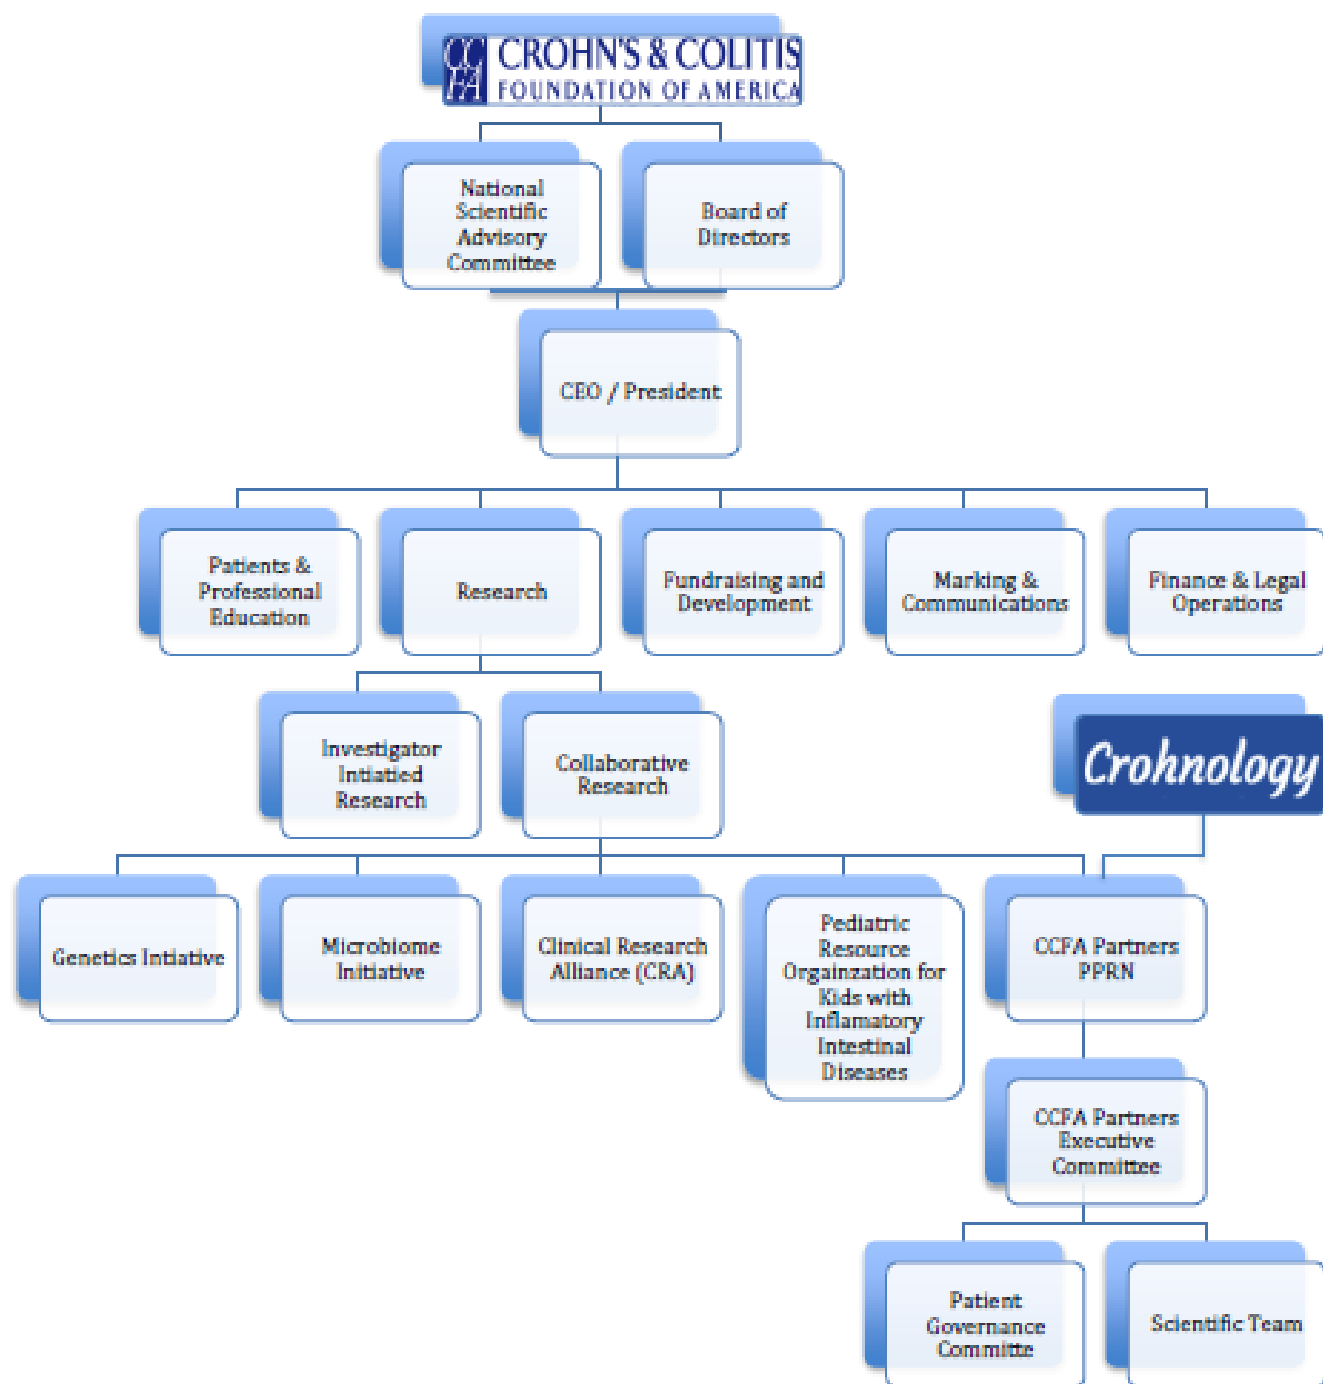 CC
FA
CROHN'S & COLITIS
FOUNDATION OF AMERICA
National
Scientific
Advisory
Committee
Board of
Directors
CEO / President
Patients &
Professional
Education
Research
Fundraising and
Development
Marking &
Communications
Finance & Legal
Operations
Investigator
Intiatied
Research
Collaborative
Research
Crohnology
Genetics Intiative
Microbiome
Initiative
Clinical Research
Alliance (CRA)
Pediatric
Resource
Orgainzation for
Kids with
Inflamatory
Intestinal
Diseases
CCFA Partners
PPRN
CCFA Partners
Executive
Committee
Patient
Governance
Committe
Scientific Team